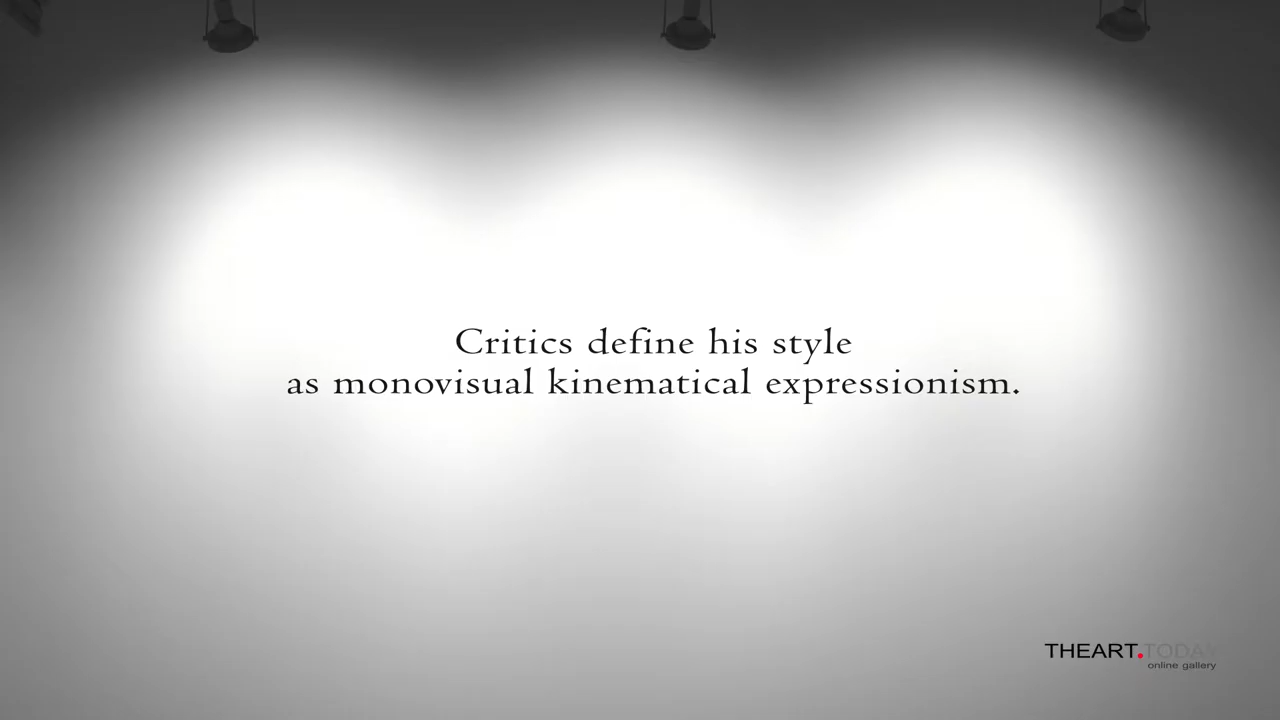 Critics define his style
as monovisual kinematical expressionism.
THEART.TODAY
online gallery